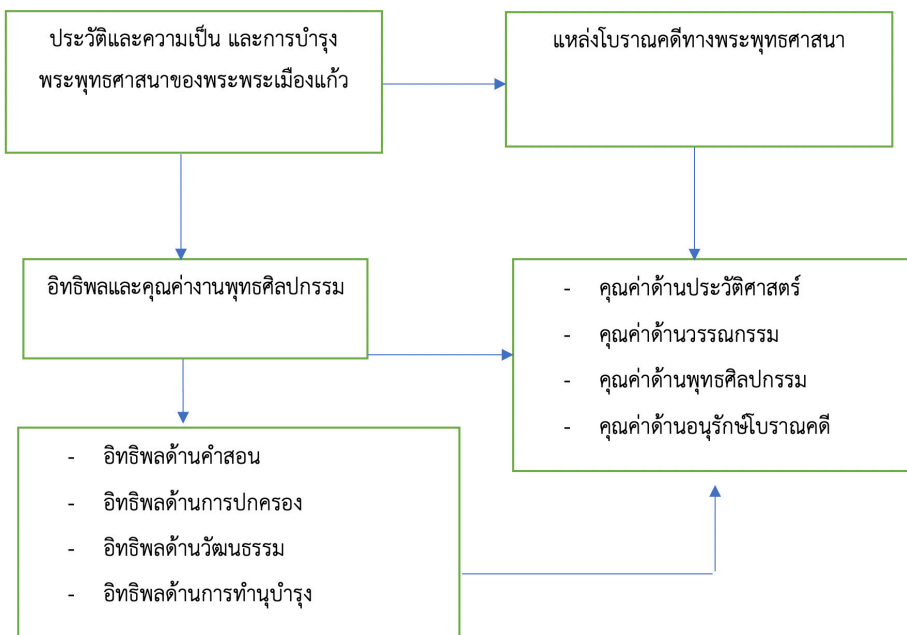 ประวัติและความเป็น และการบำรุง
พระพุทธศาสนาของพระพระเมืองแก้ว
แหล่งโบราณคดีทางพระพุทธศาสนา
อิทธิพลและคุณค่างานพุทธศิลปกรรม
- คุณค่าด้านประวัติศาสตร์
- คุณค่าด้านวรรณกรรม
- คุณค่าด้านพุทธศิลปกรรม
- คุณค่าด้านอนุรักษ์โบราณคดี
- อิทธิพลด้านคำสอน
- อิทธิพลด้านการปกครอง
- อิทธิพลด้านวัฒนธรรม
- อิทธิพลด้านการทำนุบำรุง